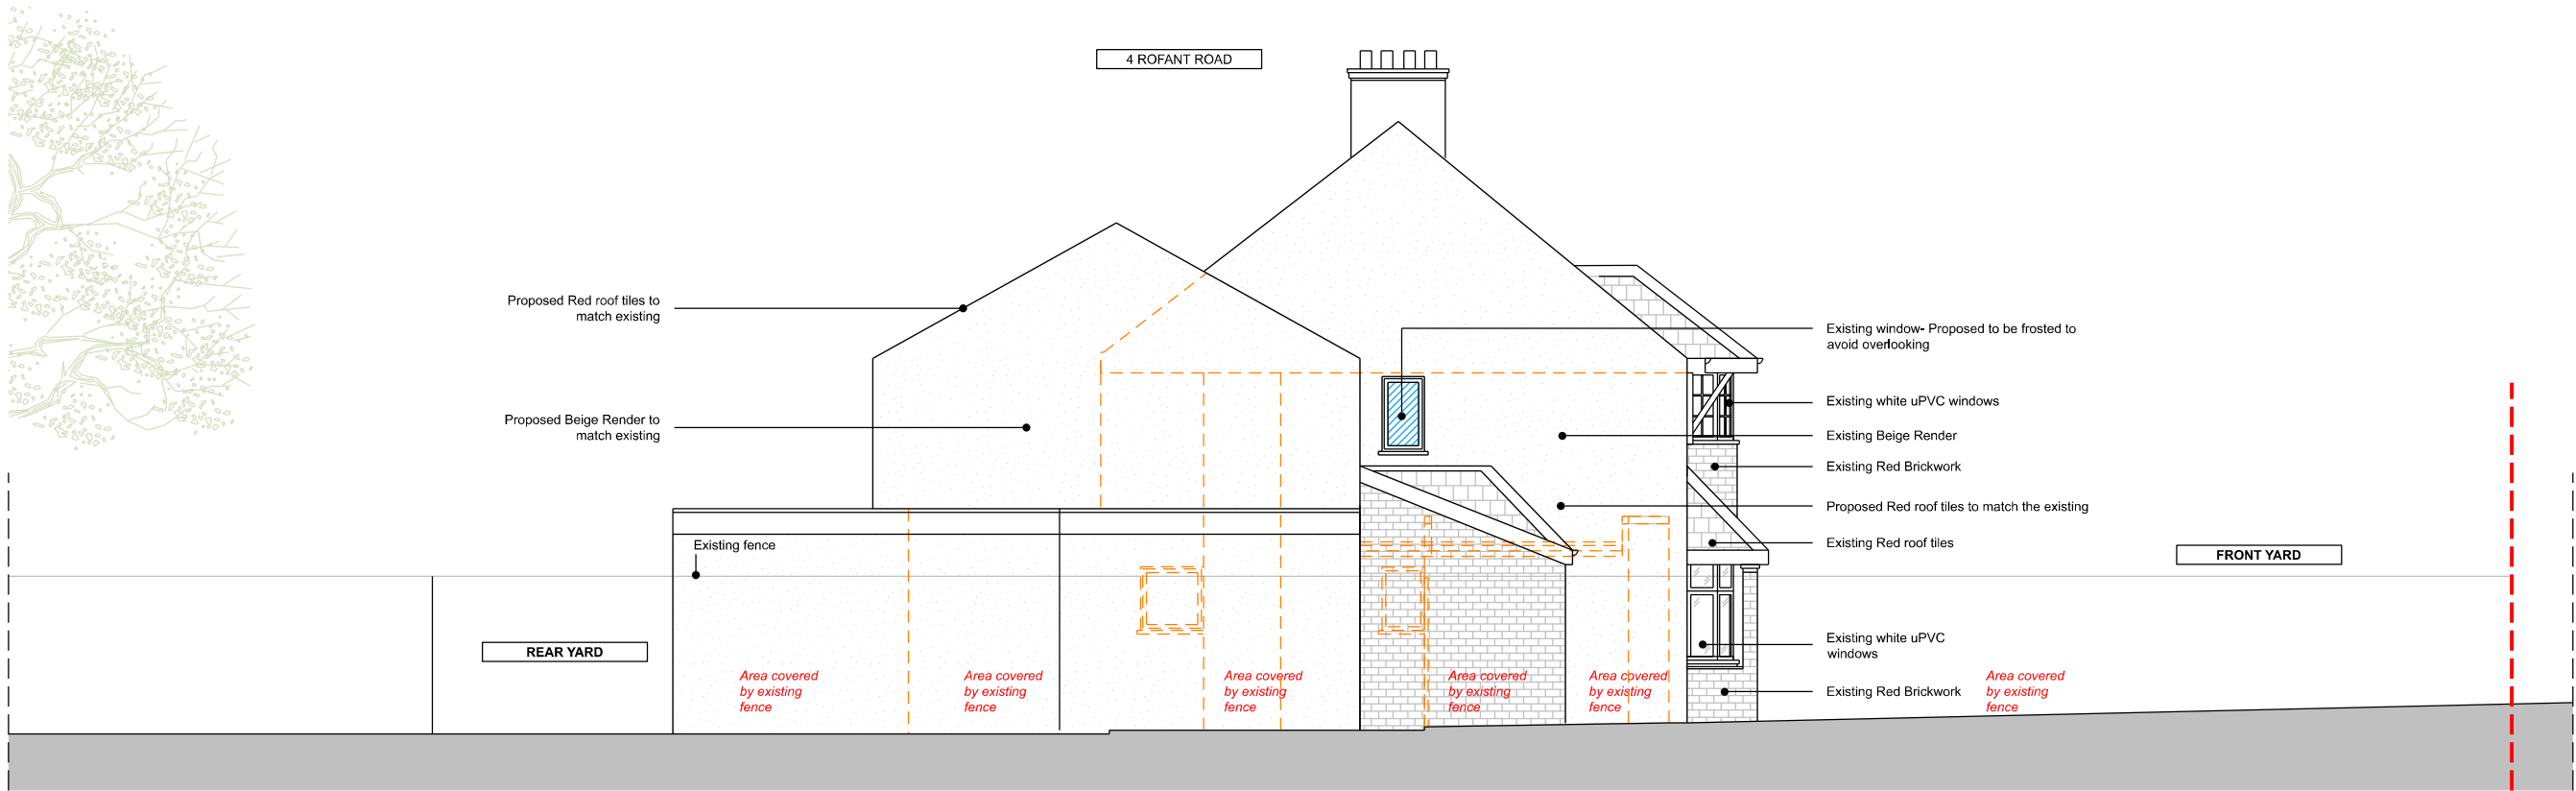 4 ROFANT ROAD
Proposed Red roof tiles to
match existing
Proposed Beige Render to
match existing
Existing fence
REAR YARD
Existing window- Proposed to be frosted to
avoid overlooking
Existing white uPVC windows
Existing Beige Render
Existing Red Brickwork
Proposed Red roof tiles to match the existing
Existing Red roof tiles
FRONT YARD
Existing white uPVC
windows
Existing Red Brickwork
Area covered
by existing
fence
Area covered
by existing
fence
Area covered
by existing
fence
Area covered
by existing
fence
Area covered
by existing
fence
Area covered
by existing
fence